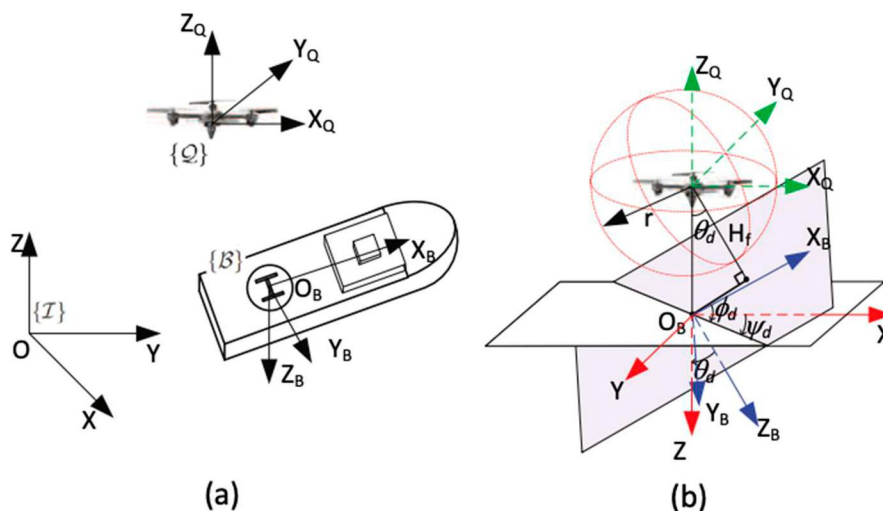 Z_Q
Y_Q
X_Q
{Q}
Z
{I}
O
Y
X
{B}
X_B
O_B
Y_B
Z_B
(a)
Z_Q
Y_Q
X_Q
r
θ_d
H_f
X_B
O_B
ϕ_d
ψ_d
X
θ_d
Y
Y_B
Z_B
Z
(b)